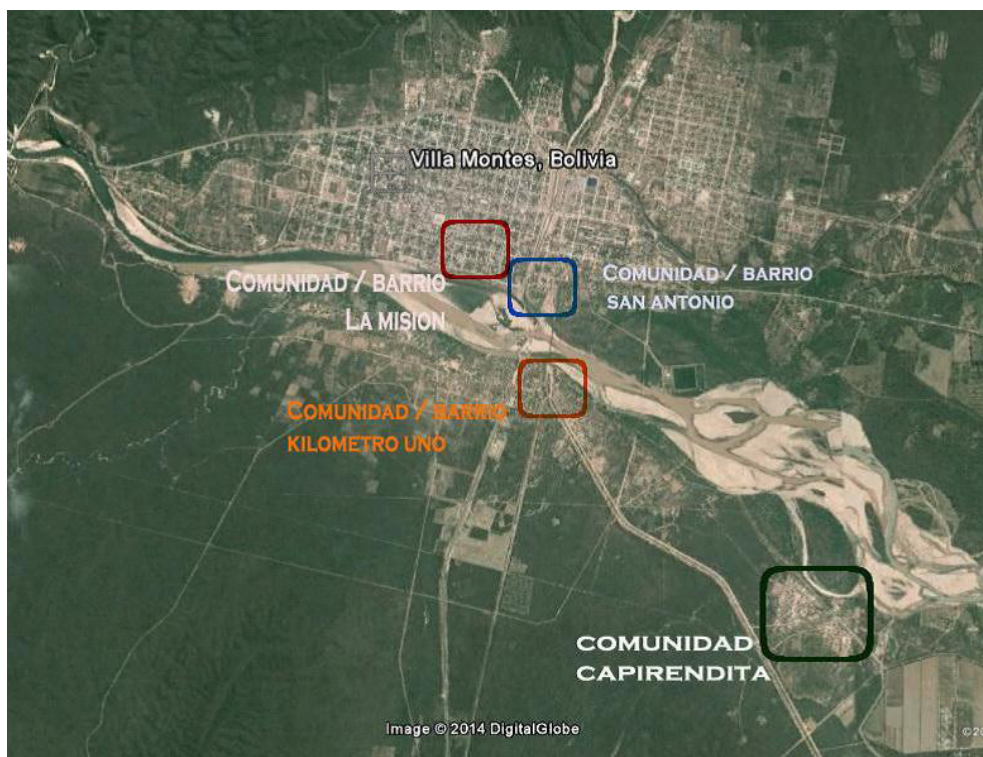 Villa Montes, Bolivia
COMUNIDAD / BARRIO
LA MISION
COMUNIDAD / BARRIO
SAN ANTONIO
COMUNIDAD / BARRIO
KILOMETRO UNO
COMUNIDAD
CAPIRENDITA
Image © 2014 DigitalGlobe
©20